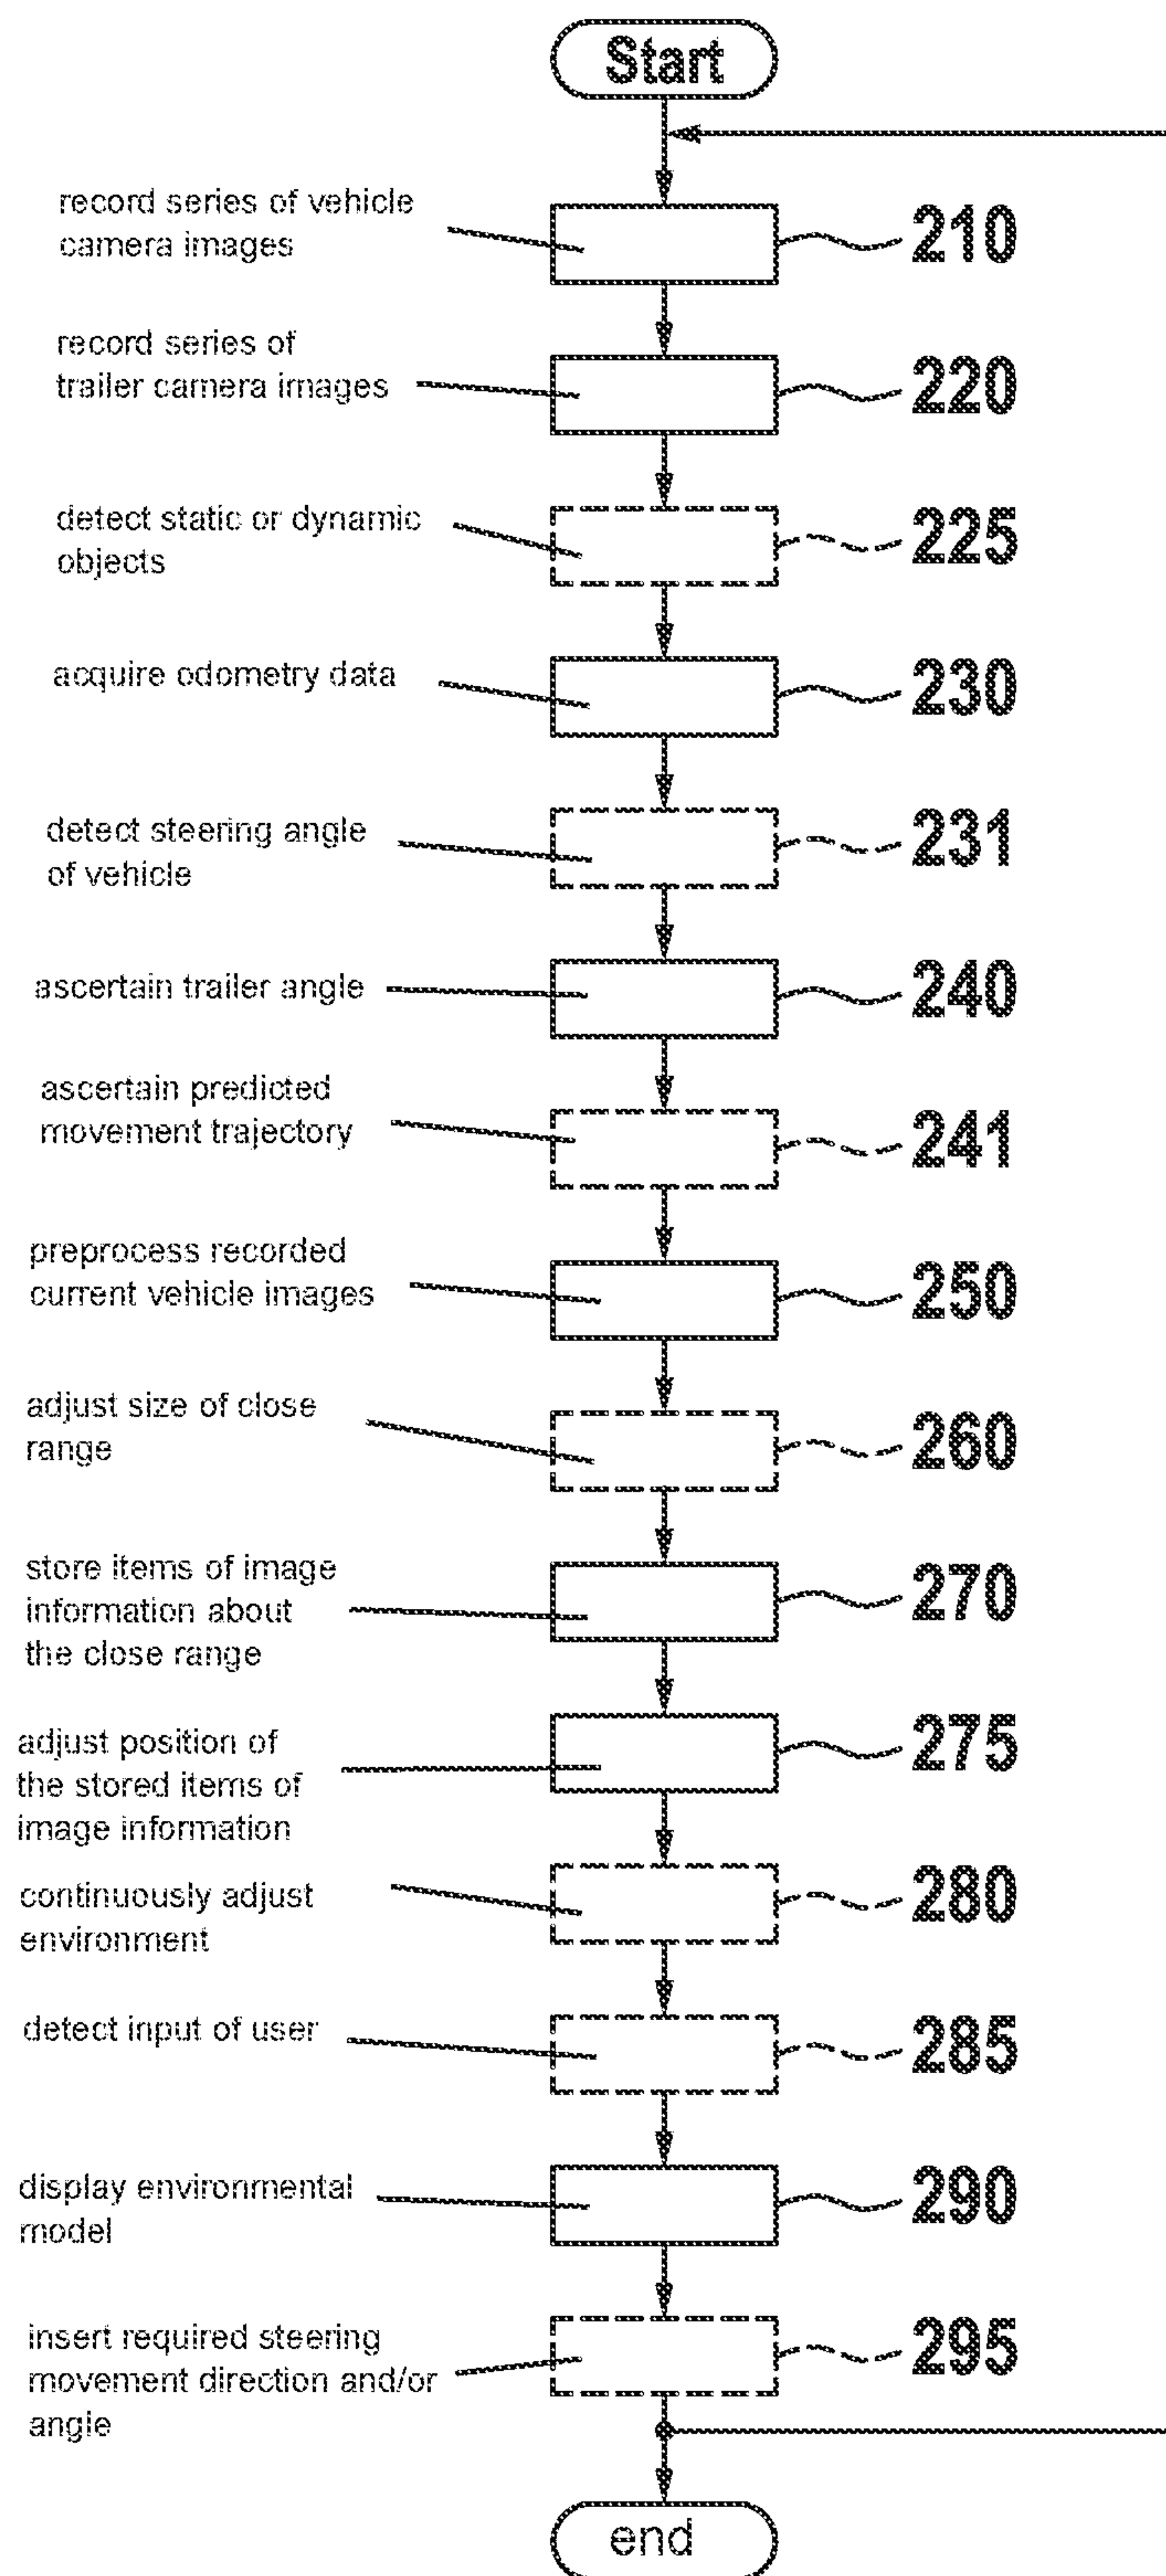 Start
record series of vehicle
camera images
210
record series of
trailer camera images
220
detect static or dynamic
objects
225
acquire odometry data
230
detect steering angle
of vehicle
231
ascertain trailer angle
240
ascertain predicted
movement trajectory
241
preprocess recorded
current vehicle images
250
adjust size of close
range
260
store items of image
information about
the close range
270
adjust position of
the stored items of
image information
275
continuously adjust
environment
280
detect input of user
285
display environmental
model
290
insert required steering
movement direction and/or
angle
295
end